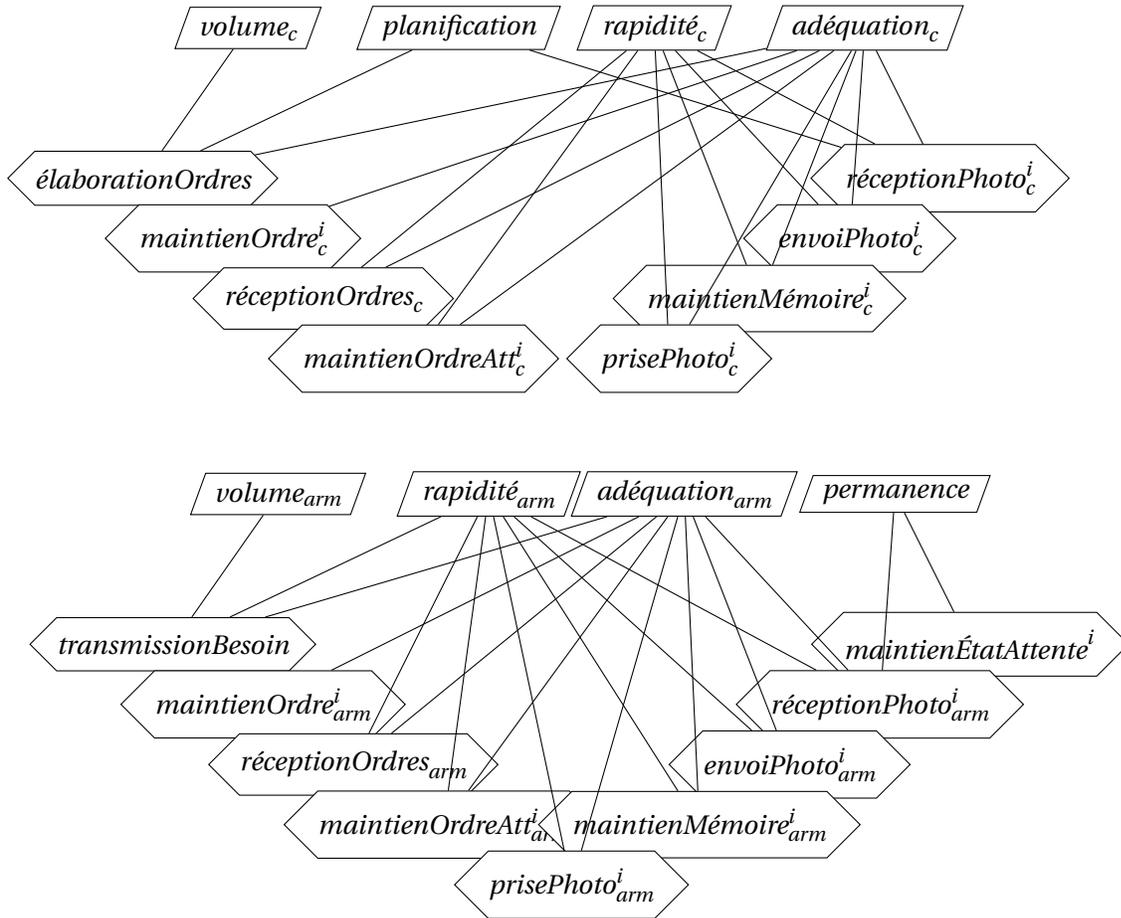 volume_c planification rapidité_c adéquation_c
élaborationOrdres réceptionPhoto^i_c
maintienOrdre^i_c envoiPhoto^i_c
réceptionOrdres_c maintienMémoire^i_c
maintienOrdreAtt^i_c prisePhoto^i_c
volume_arm rapidité_arm adéquation_arm permanence
transmissionBesoin maintienÉtatAttente^i
maintienOrdre^i_arm réceptionPhoto^i_arm
réceptionOrdres_arm envoiPhoto^i_arm
maintienOrdreAtt^i_ar maintienMémoire^i_arm
prisePhoto^i_arm